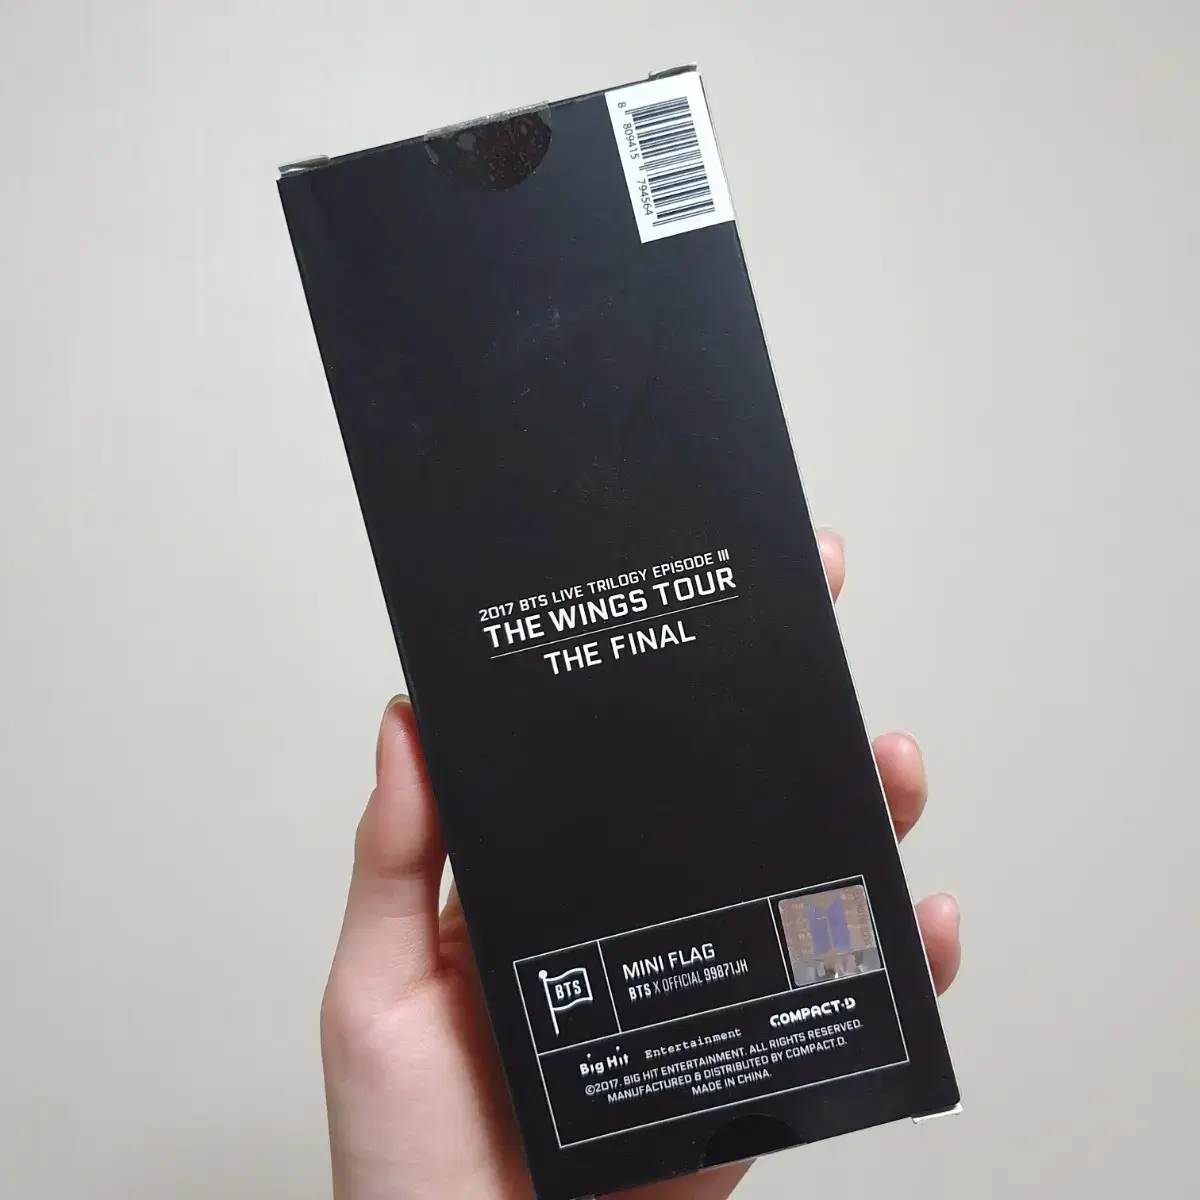 8 809415 794564
2017 BTS LIVE TRILOGY EPISODE III
THE WINGS TOUR
THE FINAL
BTS
MINI FLAG
BTS X OFFICIAL 99871JH
Big Hit Entertainment
COMPACT-D
©2017. BIG HIT ENTERTAINMENT. ALL RIGHTS RESERVED.
MANUFACTURED & DISTRIBUTED BY COMPACT.D.
MADE IN CHINA.